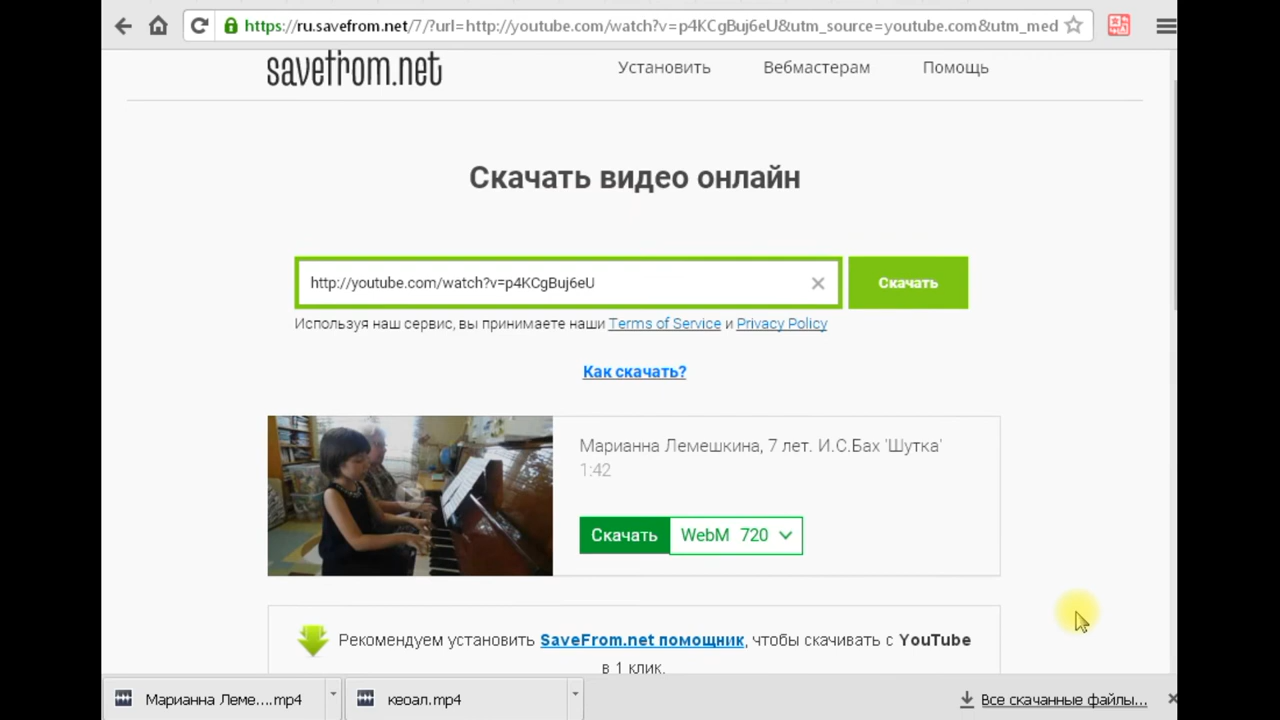 https://ru.savefrom.net/7/?url=http://youtube.com/watch?v=p4KCgBuj6eU&utm_source=youtube.com&utm_med
savefrom.net
Установить Вебмастерам Помощь
Скачать видео онлайн
http://youtube.com/watch?v=p4KCgBuj6eU
Скачать
Используя наш сервис, вы принимаете наши Terms of Service и Privacy Policy
Как скачать?
Марианна Лемешкина, 7 лет. И.С.Бах 'Шутка'
1:42
Скачать WebM 720
Рекомендуем установить SaveFrom.net помощник, чтобы скачивать с YouTube
в 1 клик.
Марианна Леме....mp4 кеоал.mp4 Все скачанные файлы...